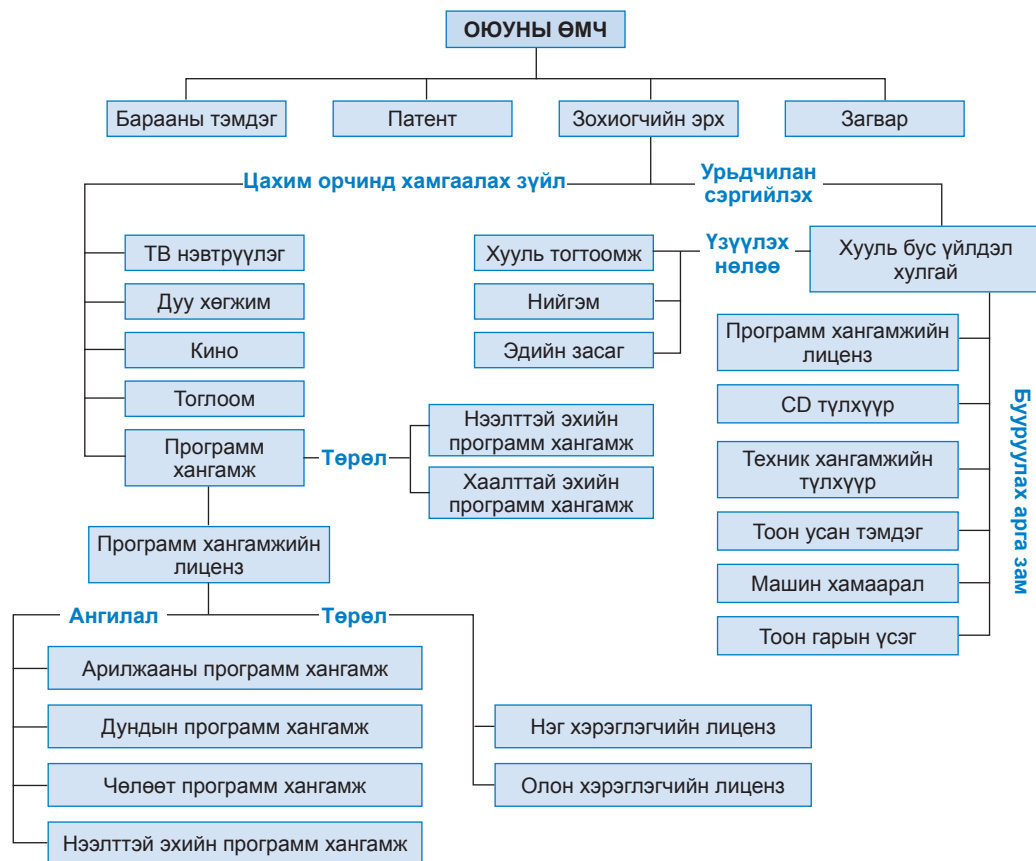 ОЮУНЫ ӨМЧ
Барааны тэмдэг
Патент
Зохиогчийн эрх
Загвар
Цахим орчинд хамгаалах зүйл
Урьдчилан
сэргийлэх
ТВ нэвтрүүлэг
Дуу хөгжим
Кино
Тоглоом
Программ
хангамж
Төрөл
Нээлттэй эхийн
программ хангамж
Хаалттай эхийн
программ хангамж
Хууль тогтоомж
Нийгэм
Эдийн засаг
Үзүүлэх
нөлөө
Хууль бус үйлдэл
хулгай
Программ хангамжийн
лиценз
CD түлхүүр
Техник хангамжийн
түлхүүр
Тоон усан тэмдэг
Машин хамаарал
Тоон гарын үсэг
Бууруулах арга зам
Программ хангамжийн
лиценз
Ангилал
Төрөл
Арилжааны программ хангамж
Дундын программ хангамж
Чөлөөт программ хангамж
Нээлттэй эхийн программ хангамж
Нэг хэрэглэгчийн лиценз
Олон хэрэглэгчийн лиценз